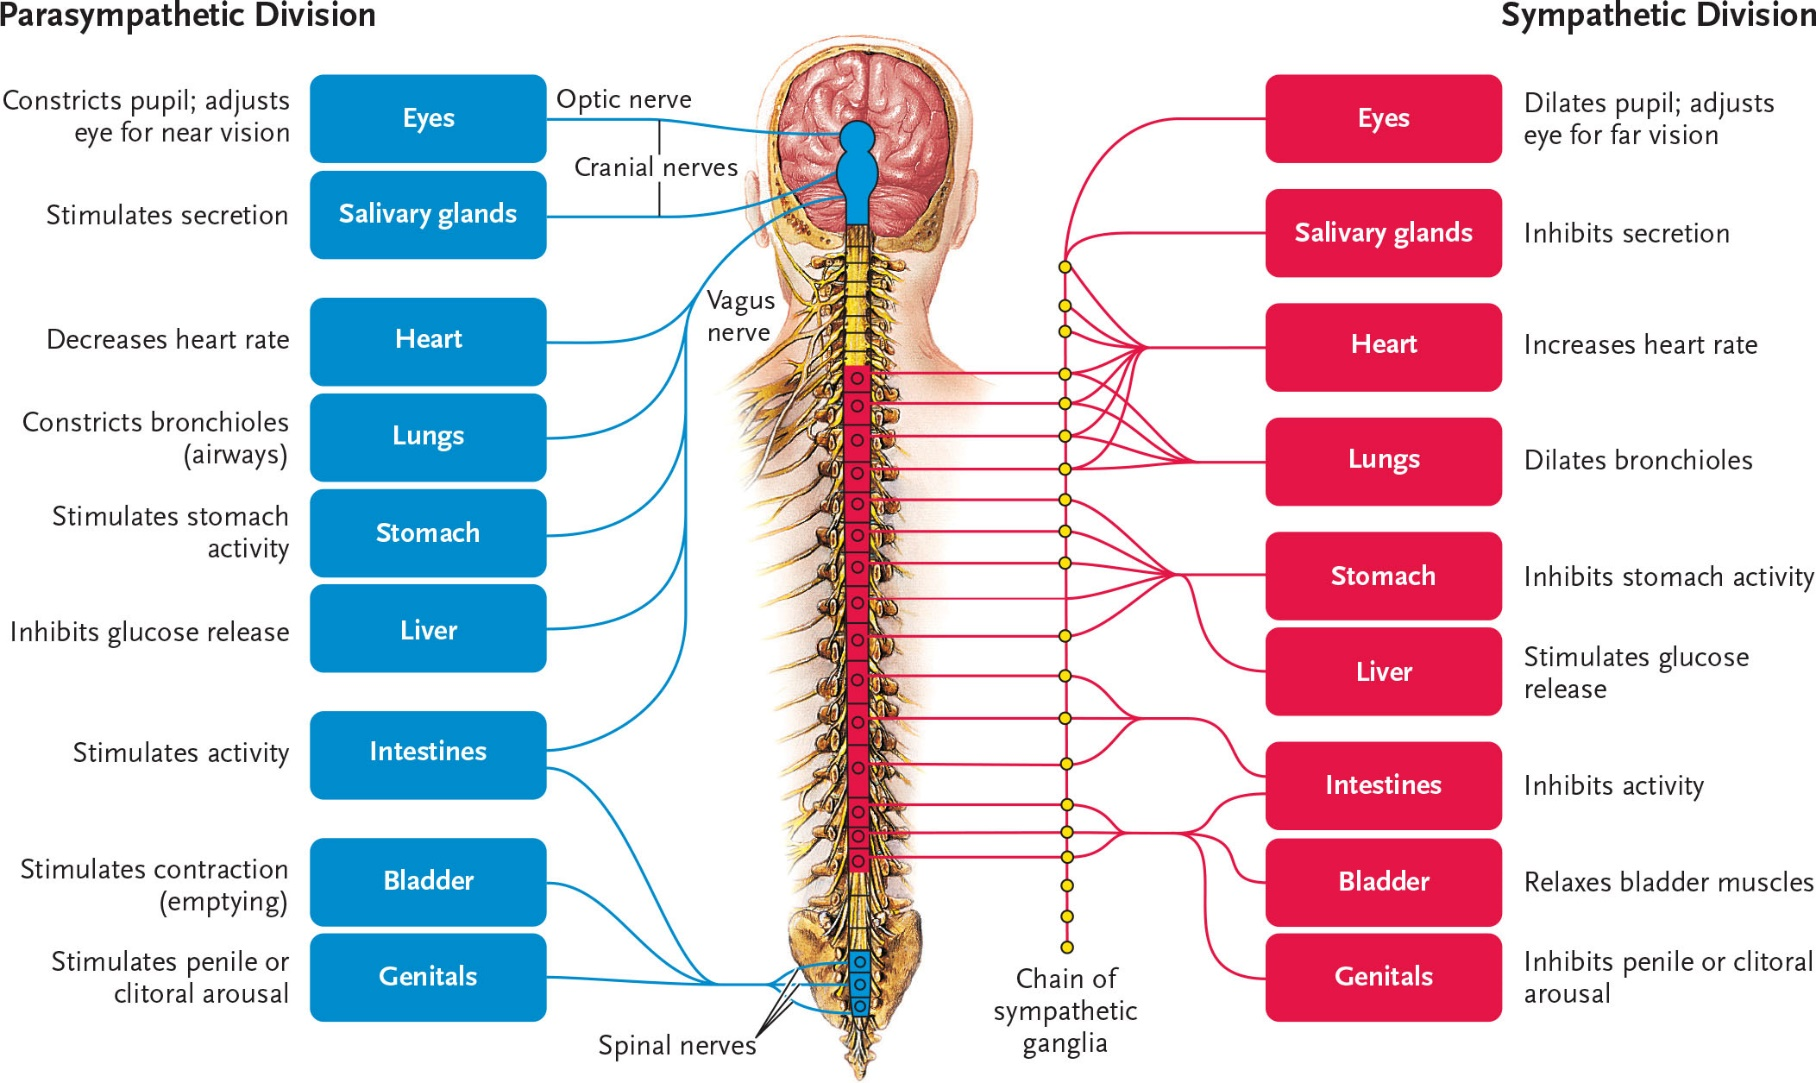 Parasympathetic Division
Constricts pupil; adjusts
eye for near vision
Eyes
Optic nerve
Cranial nerves
Stimulates secretion
Salivary glands
Vagus
nerve
Decreases heart rate
Heart
Constricts bronchioles
(airways)
Lungs
Stimulates stomach
activity
Stomach
Inhibits glucose release
Liver
Stimulates activity
Intestines
Stimulates contraction
(emptying)
Bladder
Stimulates penile or
clitoral arousal
Genitals
Spinal nerves
Chain of
sympathetic
ganglia
Sympathetic Division
Eyes
Dilates pupil; adjusts
eye for far vision
Salivary glands
Inhibits secretion
Heart
Increases heart rate
Lungs
Dilates bronchioles
Stomach
Inhibits stomach activity
Liver
Stimulates glucose
release
Intestines
Inhibits activity
Bladder
Relaxes bladder muscles
Genitals
Inhibits penile or clitoral
arousal